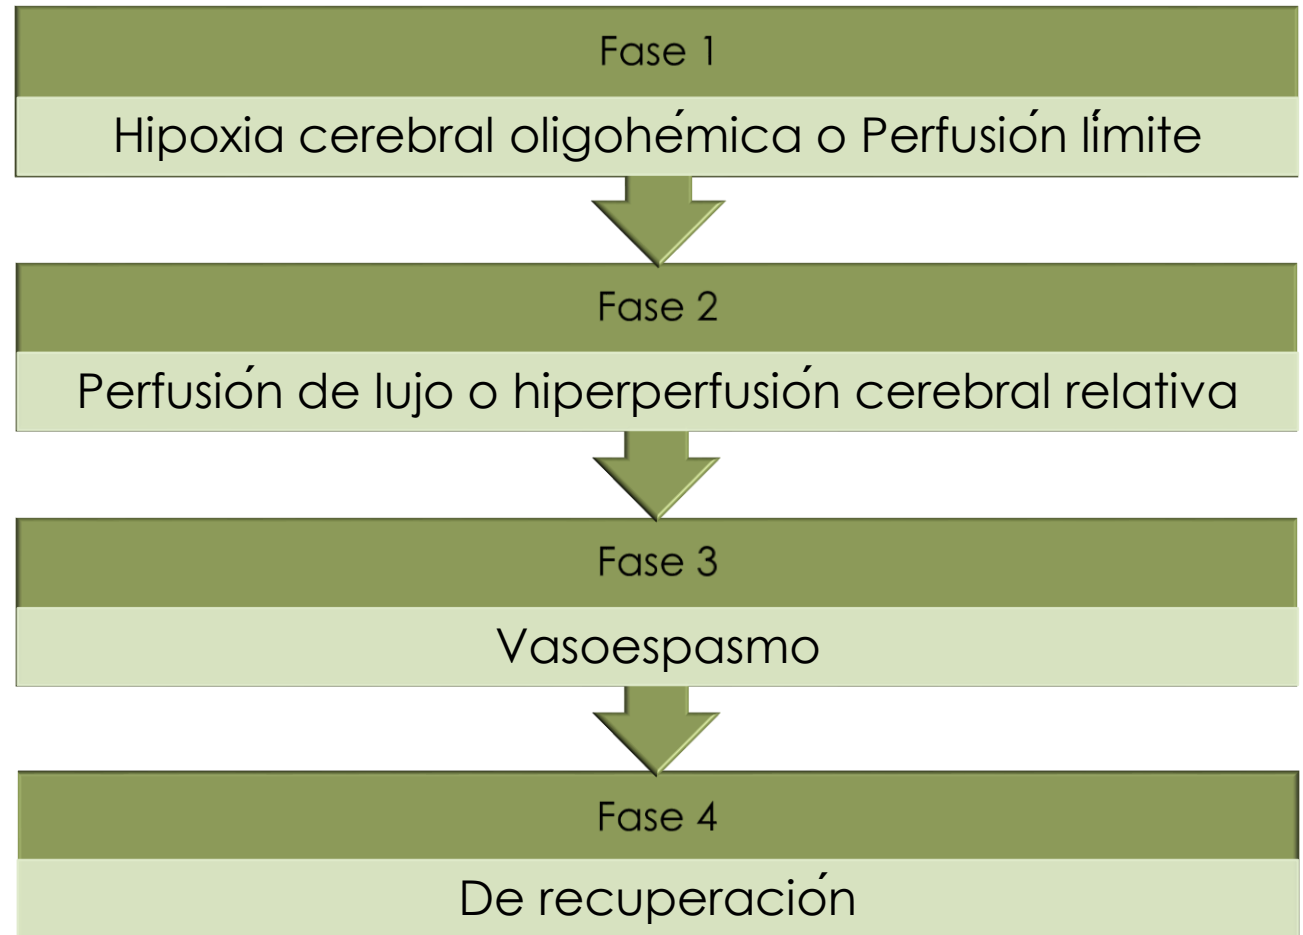 Fase 1
Hipoxia cerebral oligohémica o Perfusión límite
Fase 2
Perfusión de lujo o hiperperfusión cerebral relativa
Fase 3
Vasoespasmo
Fase 4
De recuperación